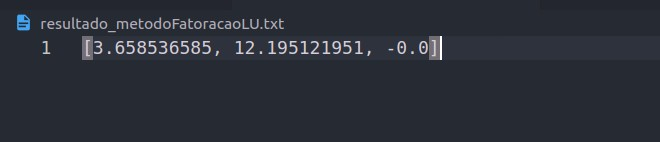 resultado_metodoFatoracaoLU.txt
1 [3.658536585, 12.195121951, -0.0]